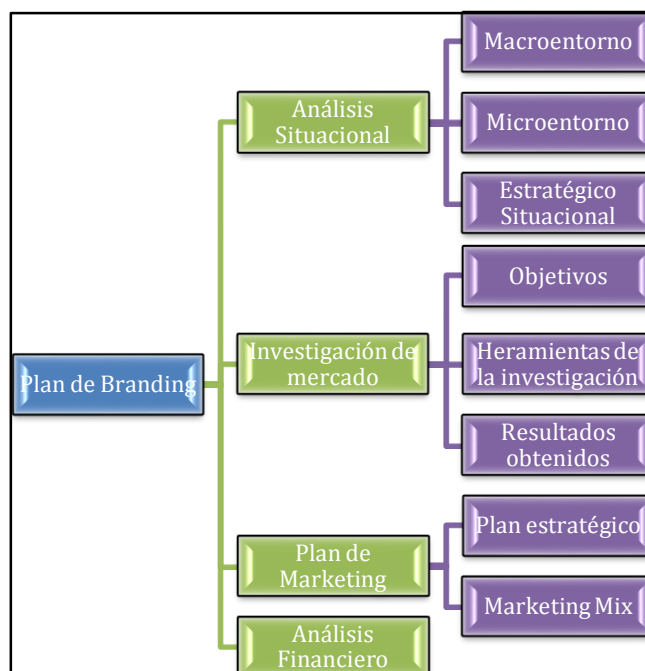 Plan de Branding
Análisis
Situacional
Macroentorno
Microentorno
Estratégico
Situacional
Investigación de
mercado
Objetivos
Heramientas de
la investigación
Resultados
obtenidos
Plan de
Marketing
Plan estratégico
Marketing Mix
Análisis
Financiero